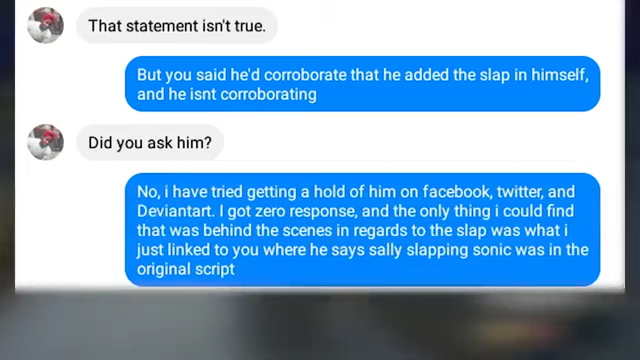 That statement isn't true.
But you said he'd corroborate that he added the slap in himself,
and he isnt corroborating
Did you ask him?
No, i have tried getting a hold of him on facebook, twitter, and
Deviantart. I got zero response, and the only thing i could find
that was behind the scenes in regards to the slap was what i
just linked to you where he says sally slapping sonic was in the
original script